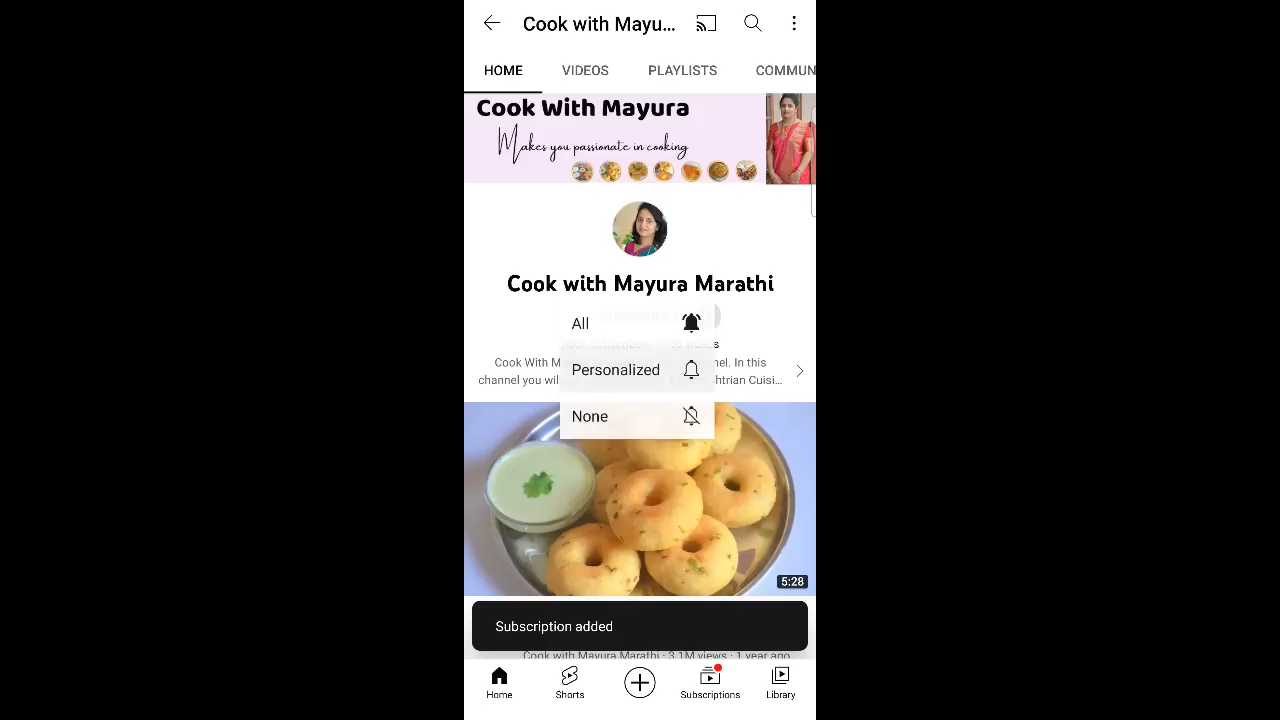 Cook with Mayu...
HOME VIDEOS PLAYLISTS COMMUN
Cook With Mayura
Makes you passionate in cooking
Cook with Mayura Marathi
All
Cook With M
nel. In this
channel you wil
htrian Cuisi...
Personalized
None
5:28
Subscription added
Cook with Mayura Marathi · 3.1M views · 1 year ago
Home Shorts Subscriptions Library